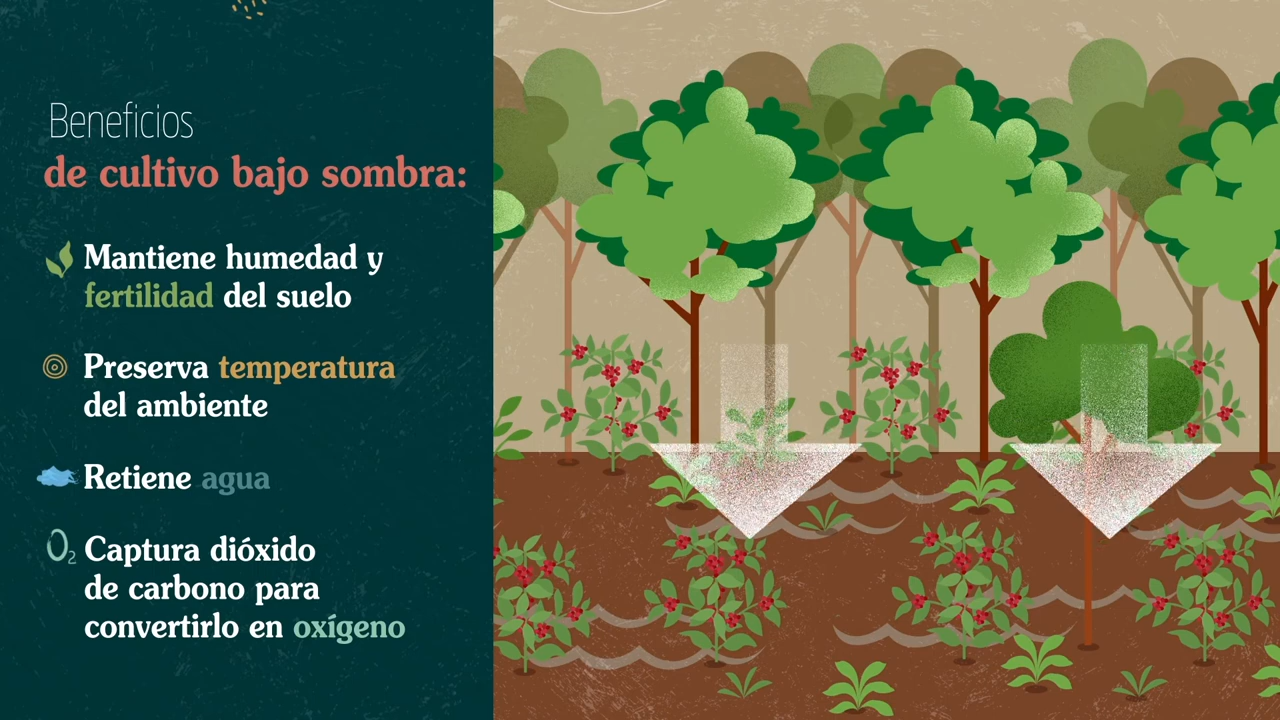 Beneficios
de cultivo bajo sombra:
Mantiene humedad y
fertilidad del suelo
Preserva temperatura
del ambiente
Retiene agua
O₂ Captura dióxido
de carbono para
convertirlo en oxígeno